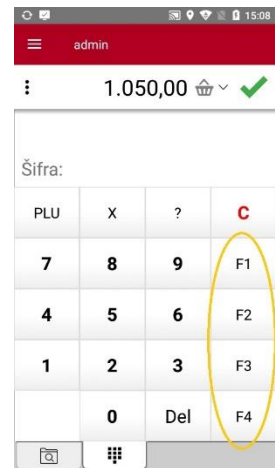 15:08
admin
1.050,00
Šifra:
PLU X ? C
7 8 9 F1
4 5 6 F2
1 2 3 F3
0 Del F4